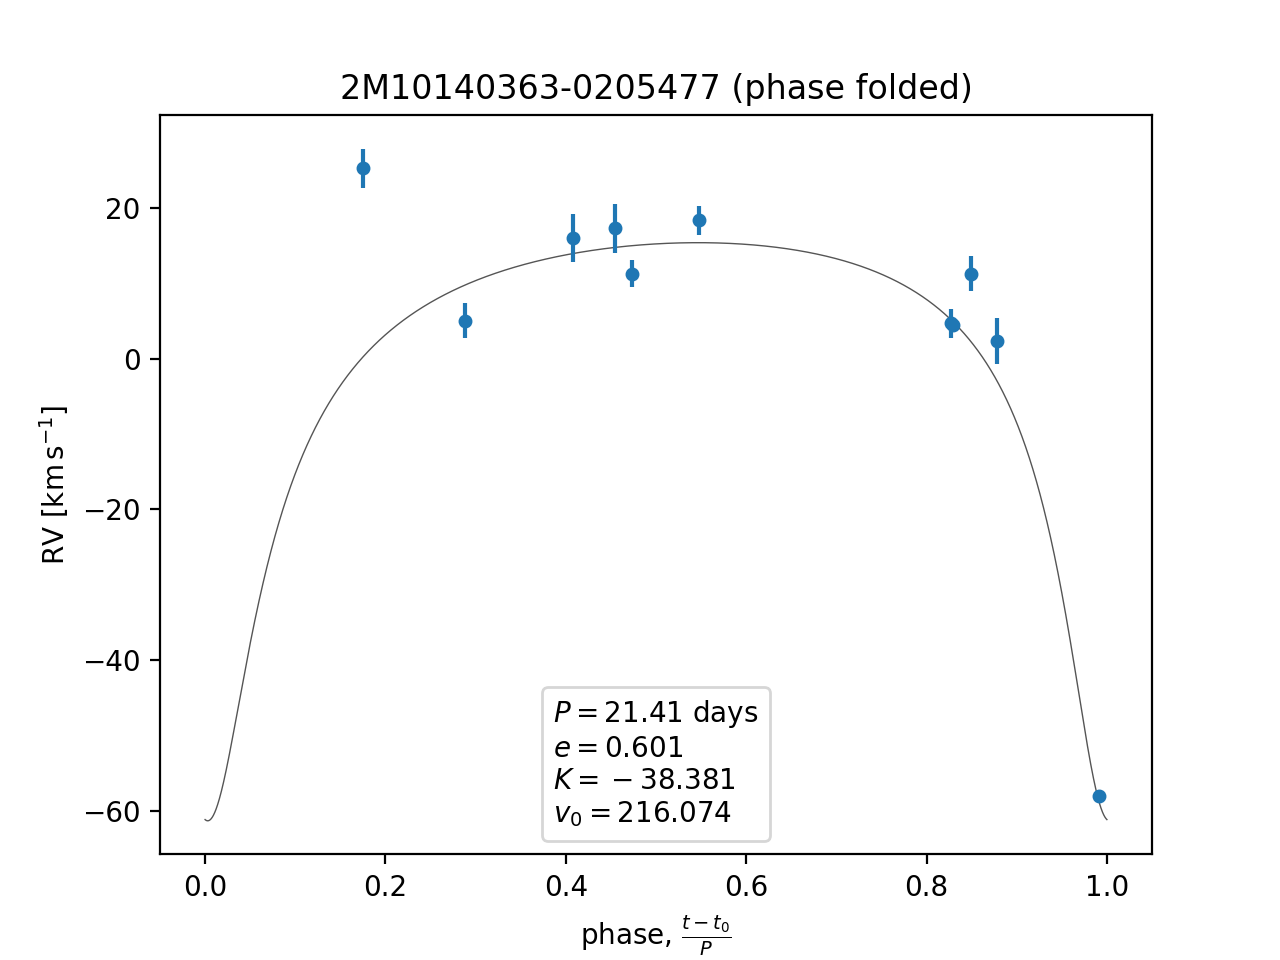 2M10140363-0205477 (phase folded)
20
0
−20
−40
−60
RV [km s⁻¹]
P = 21.41 days
e = 0.601
K = −38.381
v₀ = 216.074
0.0 0.2 0.4 0.6 0.8 1.0
phase, (t − t₀)/P